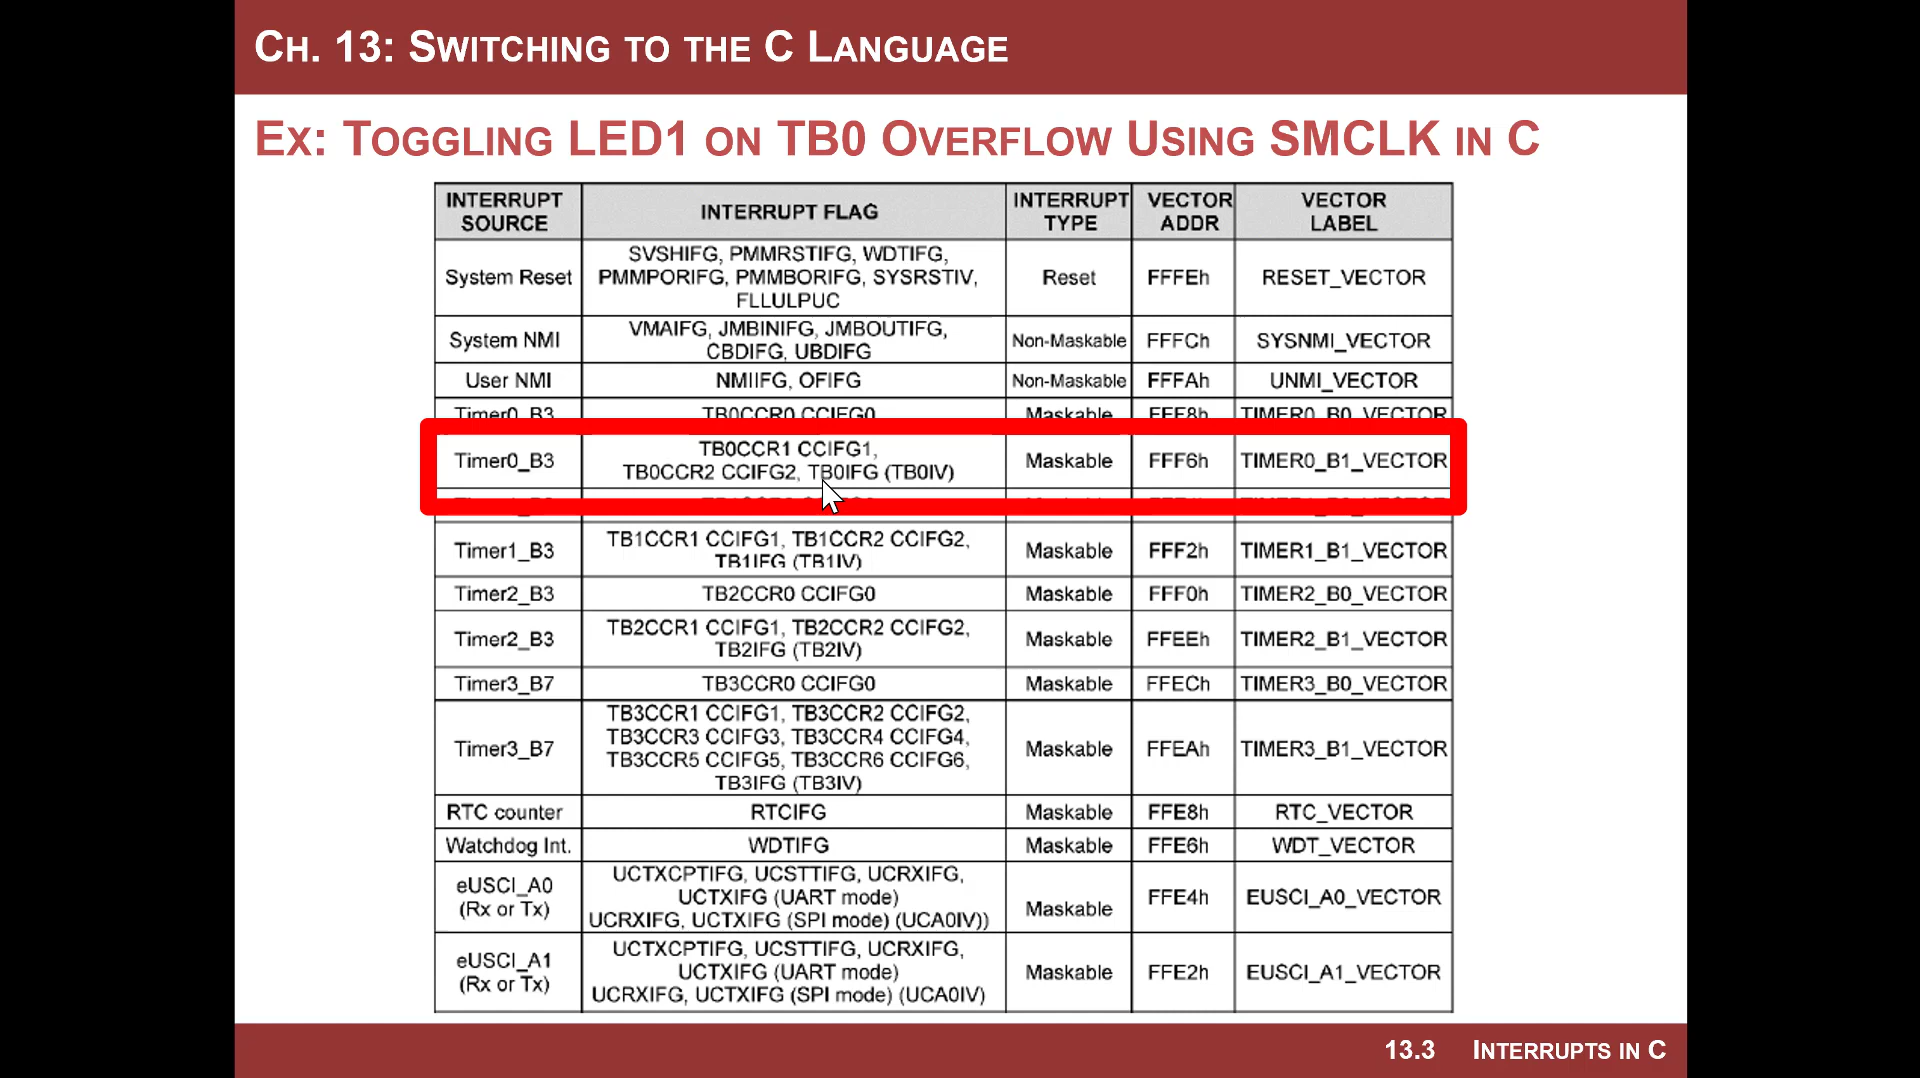 CH. 13: SWITCHING TO THE C LANGUAGE
EX: TOGGLING LED1 ON TB0 OVERFLOW USING SMCLK IN C
INTERRUPT SOURCE INTERRUPT FLAG INTERRUPT TYPE VECTOR ADDR VECTOR LABEL
System Reset SVSHIFG, PMMRSTIFG, WDTIFG,
PMMPORIFG, PMMBORIFG, SYSRSTIV,
FLLULPUC Reset FFFEh RESET_VECTOR
System NMI VMAIFG, JMBINIFG, JMBOUTIFG,
CBDIFG, UBDIFG Non-Maskable FFFCh SYSNMI_VECTOR
User NMI NMIIFG, OFIFG Non-Maskable FFFAh UNMI_VECTOR
Timer0_B3 TB0CCR0 CCIFG0 Maskable FFF8h TIMER0_B0_VECTOR
Timer0_B3 TB0CCR1 CCIFG1,
TB0CCR2 CCIFG2, TB0IFG (TB0IV) Maskable FFF6h TIMER0_B1_VECTOR
Timer1_B3 TB1CCR1 CCIFG1, TB1CCR2 CCIFG2,
TB1IFG (TB1IV) Maskable FFF2h TIMER1_B1_VECTOR
Timer2_B3 TB2CCR0 CCIFG0 Maskable FFF0h TIMER2_B0_VECTOR
Timer2_B3 TB2CCR1 CCIFG1, TB2CCR2 CCIFG2,
TB2IFG (TB2IV) Maskable FFEEh TIMER2_B1_VECTOR
Timer3_B7 TB3CCR0 CCIFG0 Maskable FFECh TIMER3_B0_VECTOR
Timer3_B7 TB3CCR1 CCIFG1, TB3CCR2 CCIFG2,
TB3CCR3 CCIFG3, TB3CCR4 CCIFG4,
TB3CCR5 CCIFG5, TB3CCR6 CCIFG6,
TB3IFG (TB3IV) Maskable FFEAh TIMER3_B1_VECTOR
RTC counter RTCIFG Maskable FFE8h RTC_VECTOR
Watchdog Int. WDTIFG Maskable FFE6h WDT_VECTOR
eUSCI_A0 (Rx or Tx) UCTXCPTIFG, UCSTTIFG, UCRXIFG,
UCTXIFG (UART mode)
UCRXIFG, UCTXIFG (SPI mode) (UCA0IV)) Maskable FFE4h EUSCI_A0_VECTOR
eUSCI_A1 (Rx or Tx) UCTXCPTIFG, UCSTTIFG, UCRXIFG,
UCTXIFG (UART mode)
UCRXIFG, UCTXIFG (SPI mode) (UCA0IV) Maskable FFE2h EUSCI_A1_VECTOR
13.3 INTERRUPTS IN C